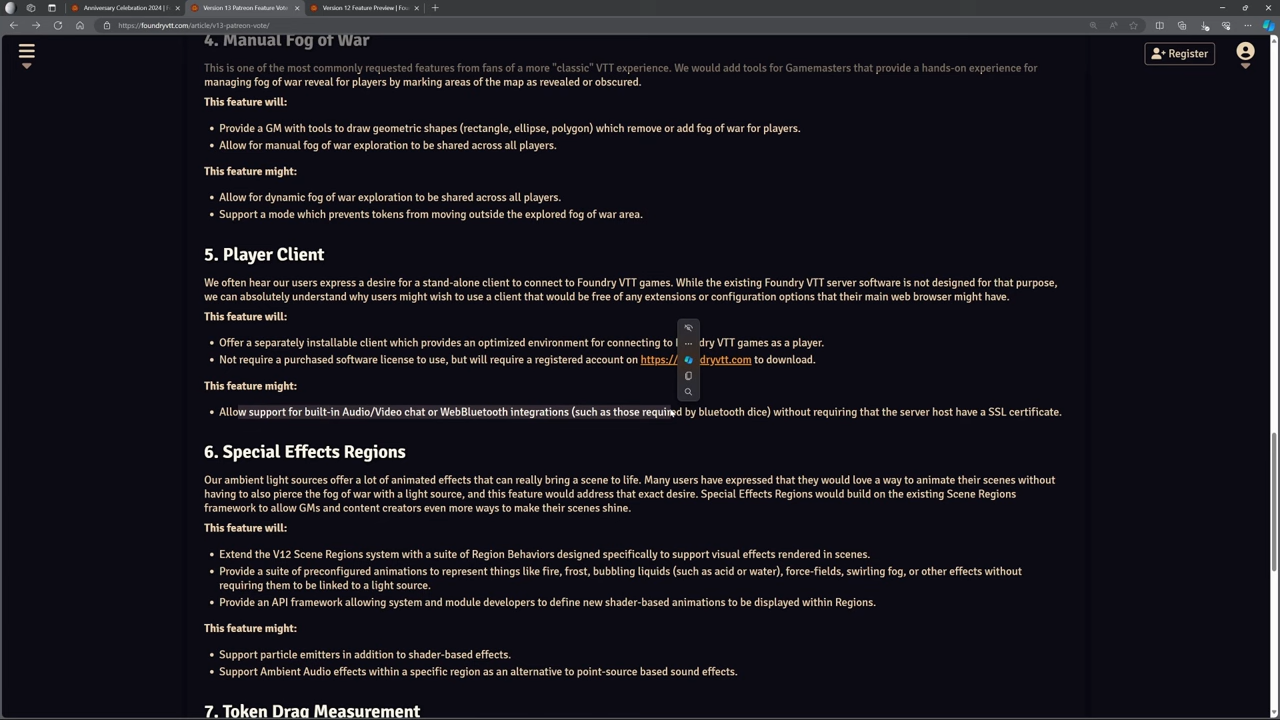 Anniversary Celebration 2024 | F
Version 13 Patreon Feature Vote
Version 12 Feature Preview | Fou
https://foundryvtt.com/article/v13-patreon-vote/
Register
4. Manual Fog of War
This is one of the most commonly requested features from fans of a more "classic" VTT experience. We would add tools for Gamemasters that provide a hands-on experience for
managing fog of war reveal for players by marking areas of the map as revealed or obscured.
This feature will:
• Provide a GM with tools to draw geometric shapes (rectangle, ellipse, polygon) which remove or add fog of war for players.
• Allow for manual fog of war exploration to be shared across all players.
This feature might:
• Allow for dynamic fog of war exploration to be shared across all players.
• Support a mode which prevents tokens from moving outside the explored fog of war area.
5. Player Client
We often hear our users express a desire for a stand-alone client to connect to Foundry VTT games. While the existing Foundry VTT server software is not designed for that purpose,
we can absolutely understand why users might wish to use a client that would be free of any extensions or configuration options that their main web browser might have.
This feature will:
• Offer a separately installable client which provides an optimized environment for connecting to F dry VTT games as a player.
• Not require a purchased software license to use, but will require a registered account on https:// dryvtt.com to download.
This feature might:
• Allow support for built-in Audio/Video chat or WebBluetooth integrations (such as those required by bluetooth dice) without requiring that the server host have a SSL certificate.
6. Special Effects Regions
Our ambient light sources offer a lot of animated effects that can really bring a scene to life. Many users have expressed that they would love a way to animate their scenes without
having to also pierce the fog of war with a light source, and this feature would address that exact desire. Special Effects Regions would build on the existing Scene Regions
framework to allow GMs and content creators even more ways to make their scenes shine.
This feature will:
• Extend the V12 Scene Regions system with a suite of Region Behaviors designed specifically to support visual effects rendered in scenes.
• Provide a suite of preconfigured animations to represent things like fire, frost, bubbling liquids (such as acid or water), force-fields, swirling fog, or other effects without
requiring them to be linked to a light source.
• Provide an API framework allowing system and module developers to define new shader-based animations to be displayed within Regions.
This feature might:
• Support particle emitters in addition to shader-based effects.
• Support Ambient Audio effects within a specific region as an alternative to point-source based sound effects.
7. Token Drag Measurement